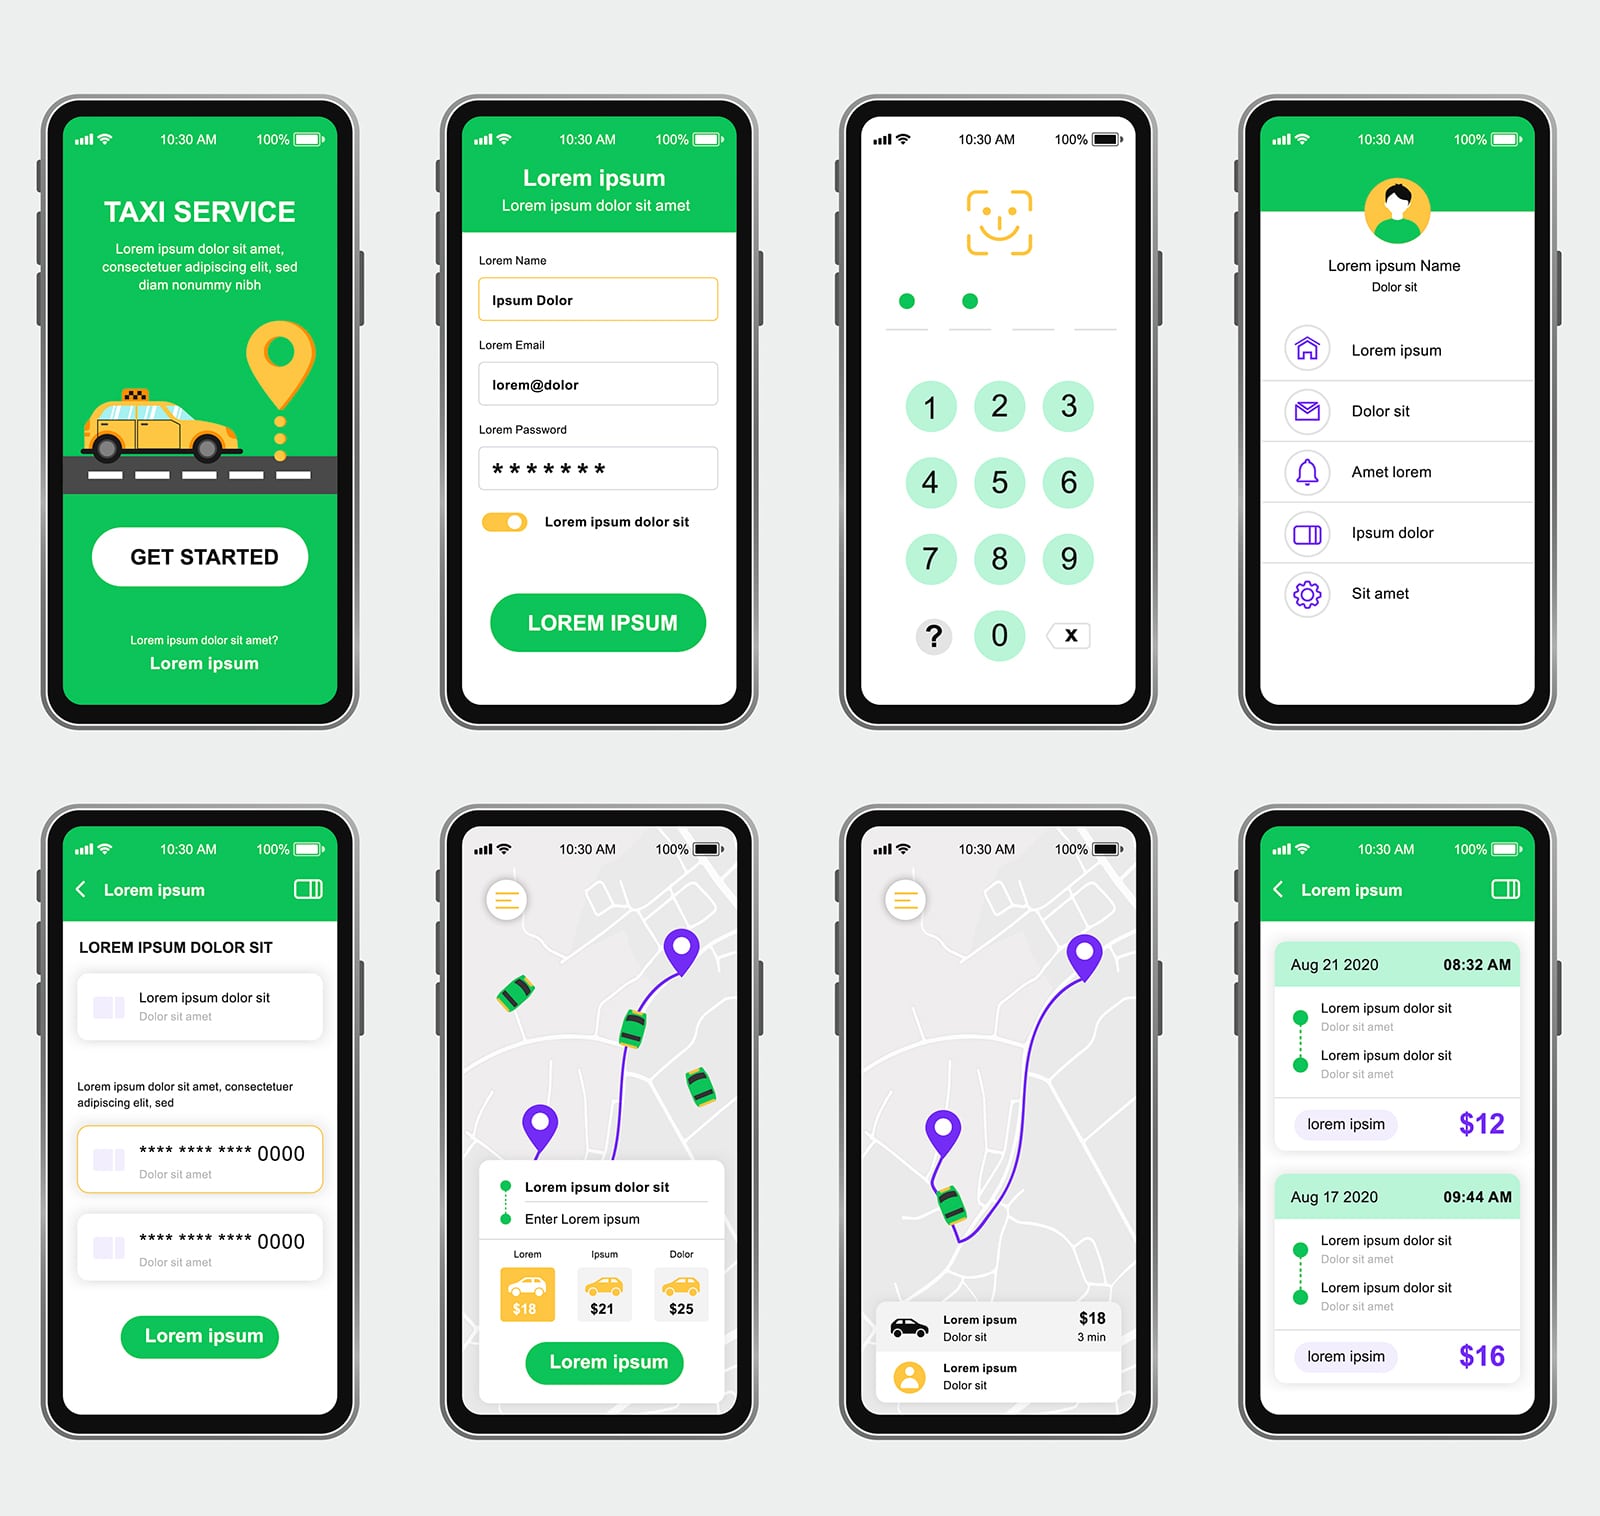 10:30 AM 100%
TAXI SERVICE
Lorem ipsum dolor sit amet,
consectetuer adipiscing elit, sed
diam nonummy nibh
GET STARTED
Lorem ipsum dolor sit amet?
Lorem ipsum
10:30 AM 100%
Lorem ipsum
Lorem ipsum dolor sit amet
Lorem Name
Ipsum Dolor
Lorem Email
lorem@dolor
Lorem Password
*******
Lorem ipsum dolor sit
LOREM IPSUM
10:30 AM 100%
1 2 3
4 5 6
7 8 9
? 0 x
10:30 AM 100%
Lorem ipsum Name
Dolor sit
Lorem ipsum
Dolor sit
Amet lorem
Ipsum dolor
Sit amet
10:30 AM 100%
Lorem ipsum
LOREM IPSUM DOLOR SIT
Lorem ipsum dolor sit
Dolor sit amet
Lorem ipsum dolor sit amet, consectetuer
adipiscing elit, sed
**** **** **** 0000
Dolor sit amet
**** **** **** 0000
Dolor sit amet
Lorem ipsum
10:30 AM 100%
Lorem ipsum dolor sit
Enter Lorem ipsum
Lorem Ipsum Dolor
$18 $21 $25
Lorem ipsum
10:30 AM 100%
Lorem ipsum $18
Dolor sit 3 min
Lorem ipsum
Dolor sit
10:30 AM 100%
Lorem ipsum
Aug 21 2020 08:32 AM
Lorem ipsum dolor sit
Dolor sit amet
Lorem ipsum dolor sit
Dolor sit amet
lorem ipsim $12
Aug 17 2020 09:44 AM
Lorem ipsum dolor sit
Dolor sit amet
Lorem ipsum dolor sit
Dolor sit amet
lorem ipsim $16